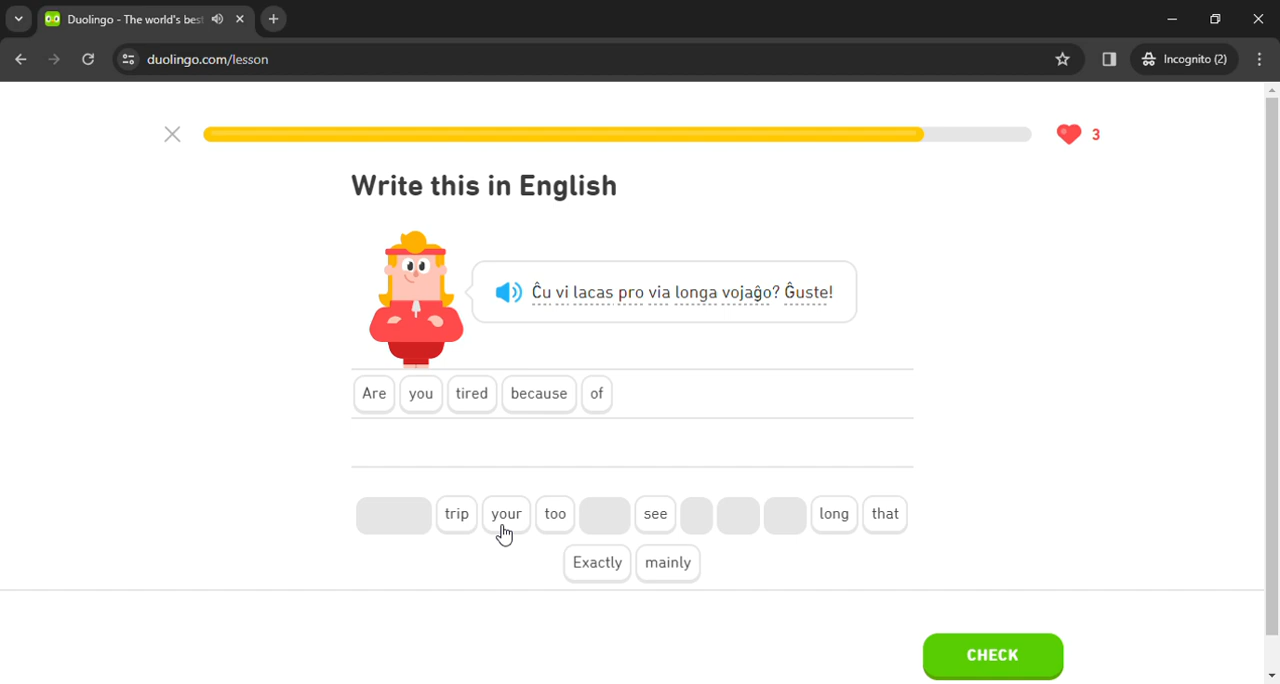 Duolingo - The world's bes
duolingo.com/lesson
Incognito (2)
3
Write this in English
Ĉu vi lacas pro via longa vojaĝo? Ĝuste!
Are you tired because of
trip your too see long that
Exactly mainly
CHECK